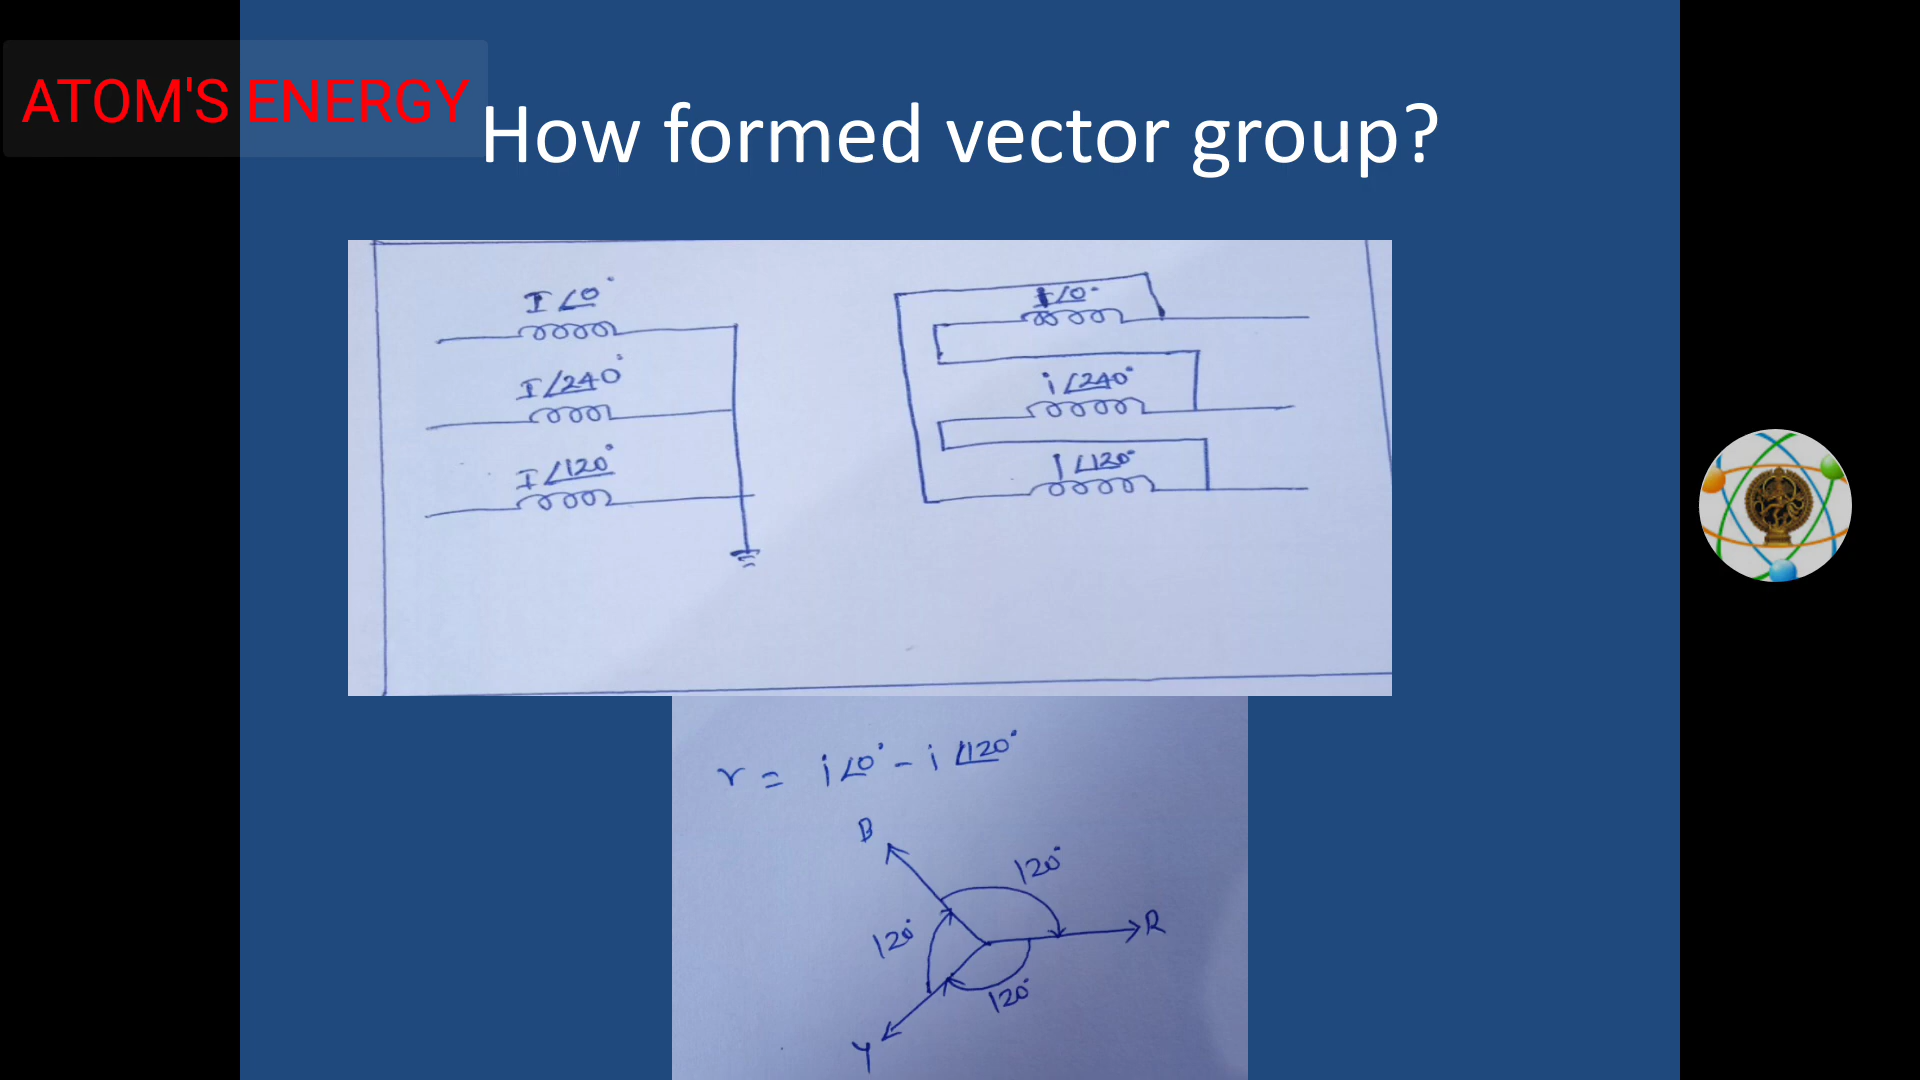 ATOM'S ENERGY
How formed vector group?
I∠0°
I∠240°
I∠120°
I∠0°
i∠240°
i∠120°
r = i∠0° - i∠120°
B
120°
120°
R
120°
Y